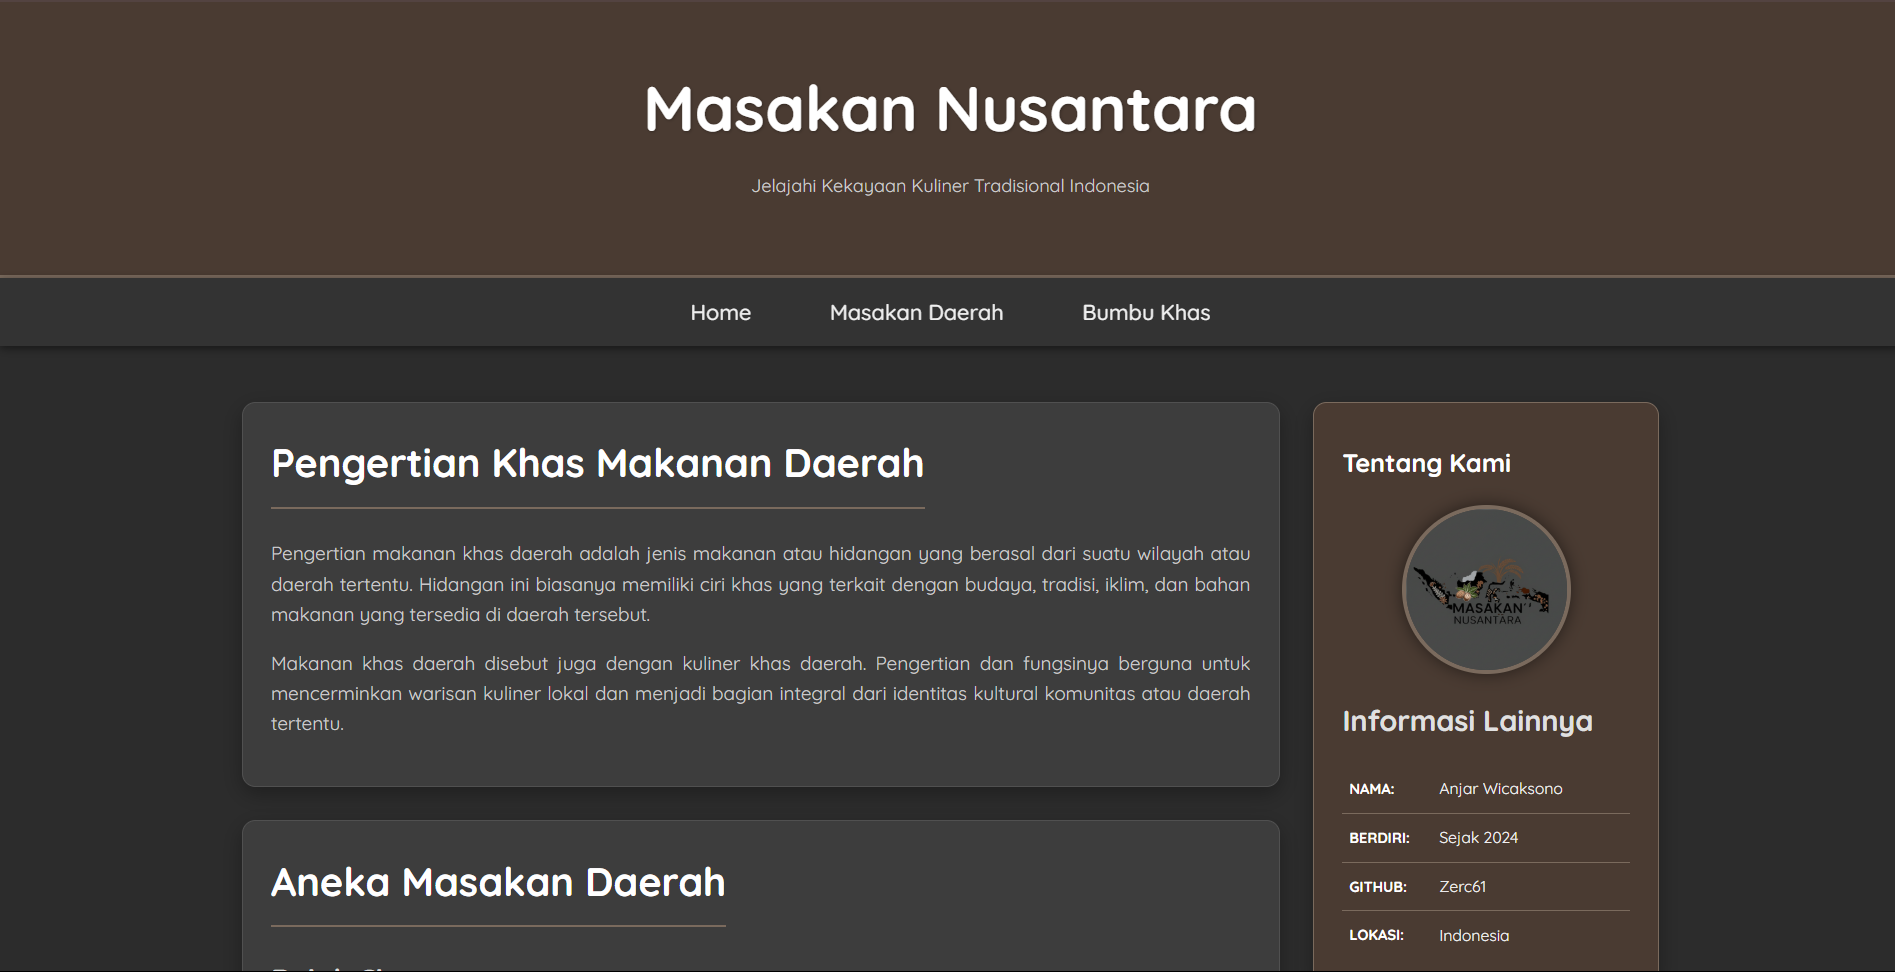 Masakan Nusantara
Jelajahi Kekayaan Kuliner Tradisional Indonesia
Home
Masakan Daerah
Bumbu Khas
Pengertian Khas Makanan Daerah
Pengertian makanan khas daerah adalah jenis makanan atau hidangan yang berasal dari suatu wilayah atau
daerah tertentu. Hidangan ini biasanya memiliki ciri khas yang terkait dengan budaya, tradisi, iklim, dan bahan
makanan yang tersedia di daerah tersebut.
Makanan khas daerah disebut juga dengan kuliner khas daerah. Pengertian dan fungsinya berguna untuk
mencerminkan warisan kuliner lokal dan menjadi bagian integral dari identitas kultural komunitas atau daerah
tertentu.
Aneka Masakan Daerah
Tentang Kami
MASAKAN
NUSANTARA
Informasi Lainnya
NAMA: Anjar Wicaksono
BERDIRI: Sejak 2024
GITHUB: Zerc61
LOKASI: Indonesia